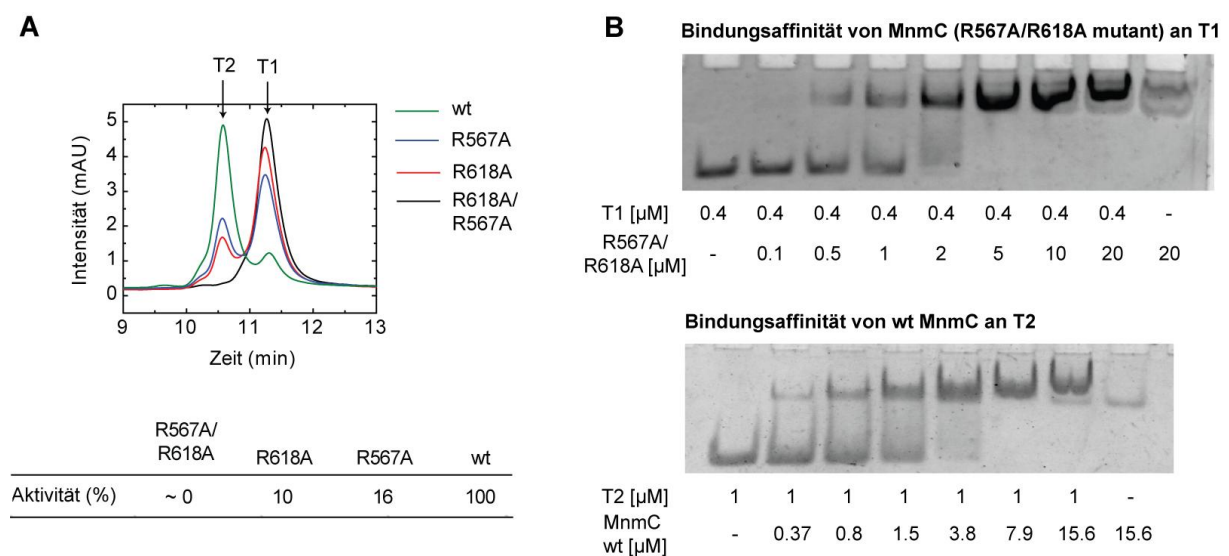 A
T2 T1
wt
R567A
R618A
R618A/
R567A
Intensität (mAU)
5
4
3
2
1
0
9 10 11 12 13
Zeit (min)
R567A/
R618A R618A R567A wt
Aktivität (%) ~ 0 10 16 100
B
Bindungsaffinität von MnmC (R567A/R618A mutant) an T1
T1 [µM] 0.4 0.4 0.4 0.4 0.4 0.4 0.4 0.4 -
R567A/
R618A [µM] - 0.1 0.5 1 2 5 10 20 20
Bindungsaffinität von wt MnmC an T2
T2 [µM] 1 1 1 1 1 1 1 -
MnmC
wt [µM] - 0.37 0.8 1.5 3.8 7.9 15.6 15.6